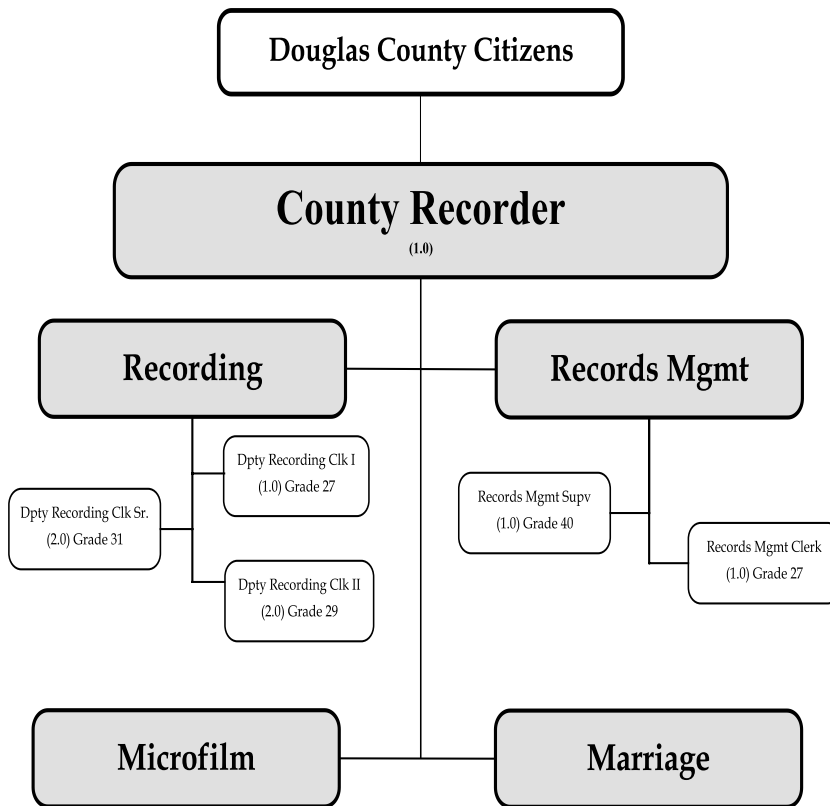 Douglas County Citizens
County Recorder
(1.0)
Recording
Records Mgmt
Dpty Recording Clk I
(1.0) Grade 27
Dpty Recording Clk Sr.
(2.0) Grade 31
Dpty Recording Clk II
(2.0) Grade 29
Records Mgmt Supv
(1.0) Grade 40
Records Mgmt Clerk
(1.0) Grade 27
Microfilm
Marriage